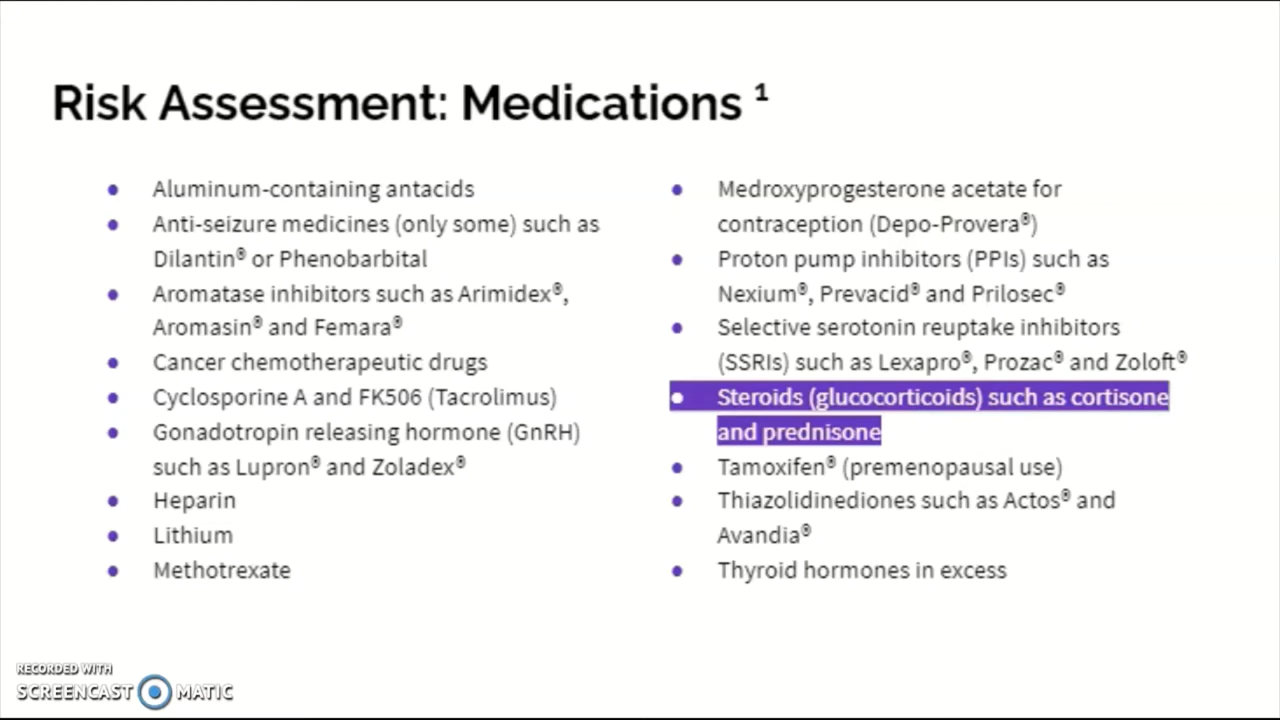 Risk Assessment: Medications ¹
● Aluminum-containing antacids
● Anti-seizure medicines (only some) such as
Dilantin® or Phenobarbital
● Aromatase inhibitors such as Arimidex®,
Aromasin® and Femara®
● Cancer chemotherapeutic drugs
● Cyclosporine A and FK506 (Tacrolimus)
● Gonadotropin releasing hormone (GnRH)
such as Lupron® and Zoladex®
● Heparin
● Lithium
● Methotrexate
● Medroxyprogesterone acetate for
contraception (Depo-Provera®)
● Proton pump inhibitors (PPIs) such as
Nexium®, Prevacid® and Prilosec®
● Selective serotonin reuptake inhibitors
(SSRIs) such as Lexapro®, Prozac® and Zoloft®
● Steroids (glucocorticoids) such as cortisone
and prednisone
● Tamoxifen® (premenopausal use)
● Thiazolidinediones such as Actos® and
Avandia®
● Thyroid hormones in excess
RECORDED WITH
SCREENCAST MATIC